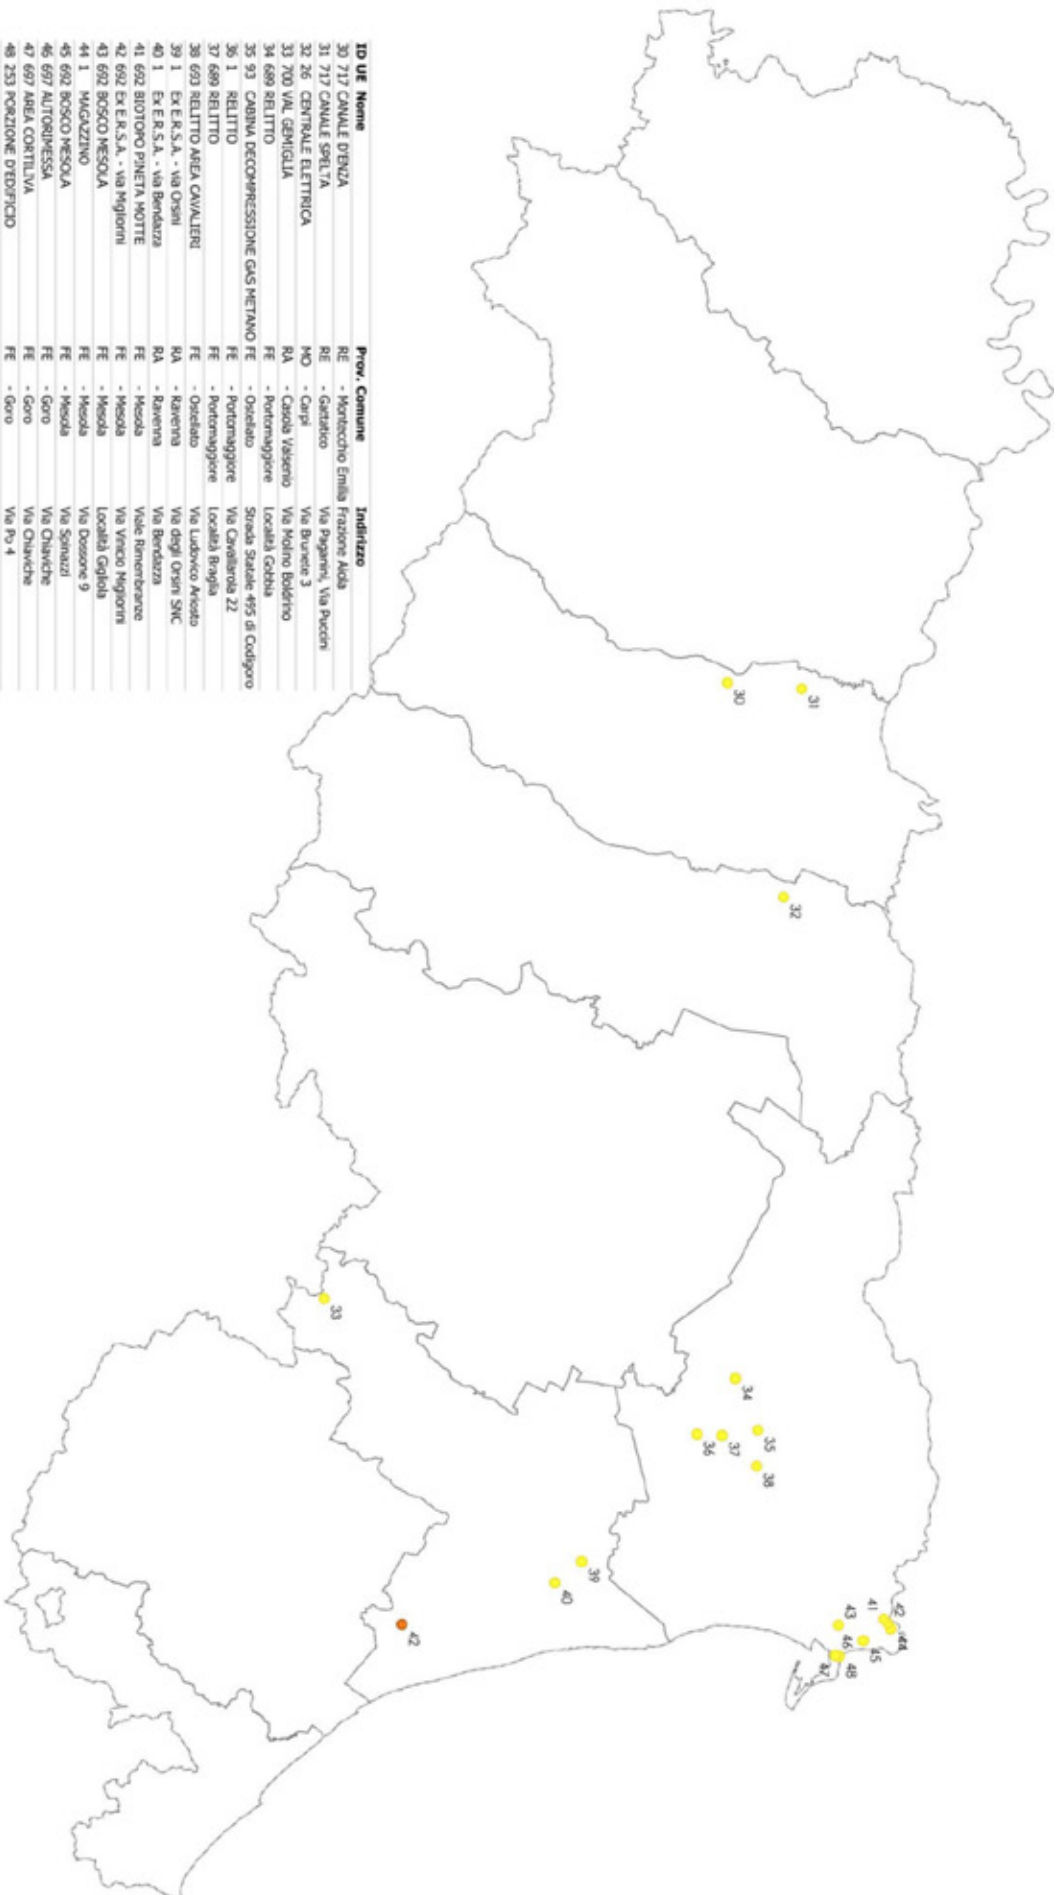 ID UE Nome Prov. Comune Indirizzo
30 717 CANALE D'ENZA RE - Montecchio Emilia Frazione Aiola
31 717 CANALE SPELTA RE - Gattatico Via Paganini, Via Puccini
32 26 CENTRALE ELETTRICA MO - Carpi Via Brunete 3
33 700 VAL GEMIGLIA RA - Casola Valsenio Via Molino Boldrino
34 689 RELITTO FE - Portomaggiore Località Gobbia
35 93 CABINA DECOMPRESSIONE GAS METANO FE - Ostellato Strada Statale 495 di Codigoro
36 1 RELITTO FE - Portomaggiore Via Cavallarola 22
37 689 RELITTO FE - Portomaggiore Località Braglia
38 693 RELITTO AREA CAVALIERI FE - Ostellato Via Ludovico Ariosto
39 1 Ex E.R.S.A. - via Orsini RA - Ravenna Via degli Orsini SNC
40 1 Ex E.R.S.A. - via Bendazza RA - Ravenna Via Bendazza
41 692 BIOTOPO PINETA MOTTE FE - Mesola Viale Rimembranze
42 692 Ex E.R.S.A. - via Migliorini FE - Mesola Via Vinicio Migliorini
43 692 BOSCO MESOLA FE - Mesola Località Gigliola
44 1 MAGAZZINO FE - Mesola Via Dossone 9
45 692 BOSCO MESOLA FE - Mesola Via Spinazzi
46 697 AUTORIMESSA FE - Goro Via Chiaviche
47 697 AREA CORTILIVA FE - Goro Via Chiaviche
48 253 PORZIONE D'EDIFICIO FE - Goro Via Po 4
31
30
32
33
34
35
38
37
36
39
40
42
42
41
44
43
45
46
48
47